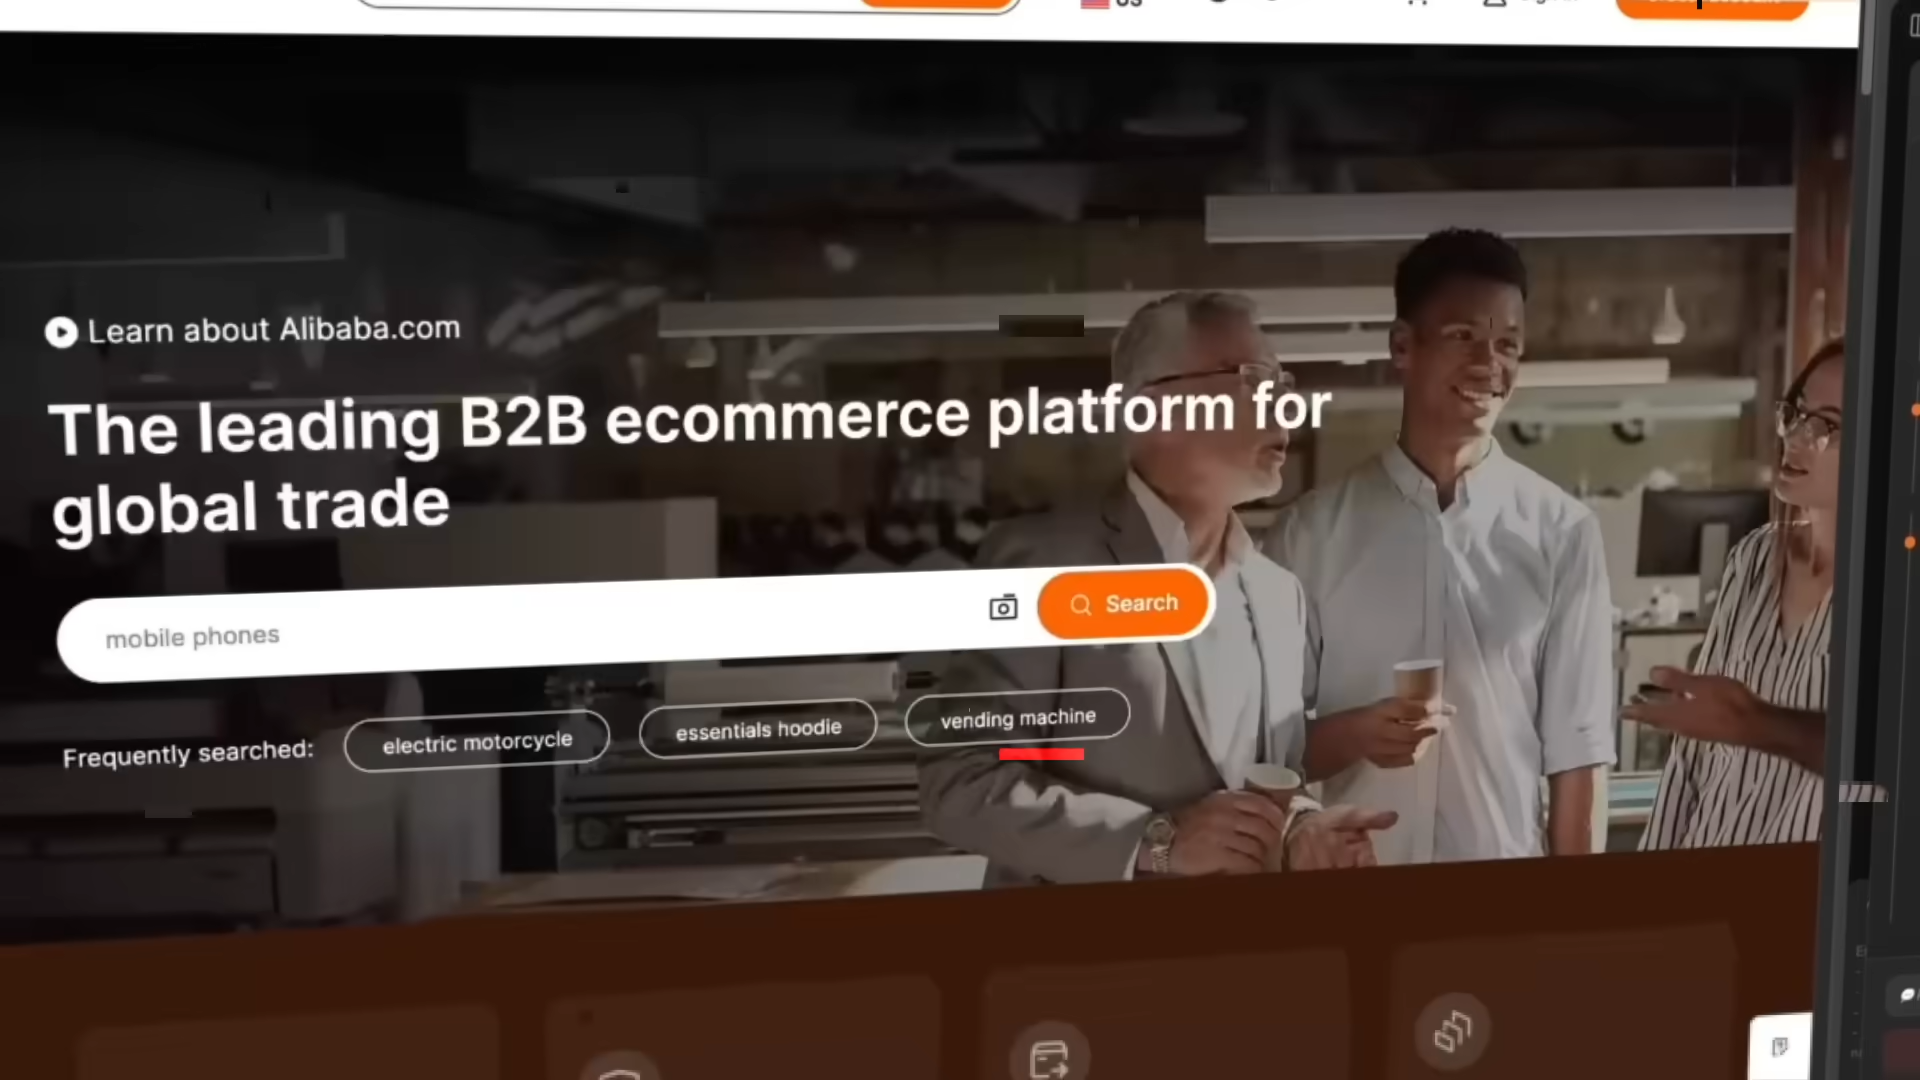 US
Learn about Alibaba.com
The leading B2B ecommerce platform for
global trade
mobile phones
Search
Frequently searched:
electric motorcycle
essentials hoodie
vending machine